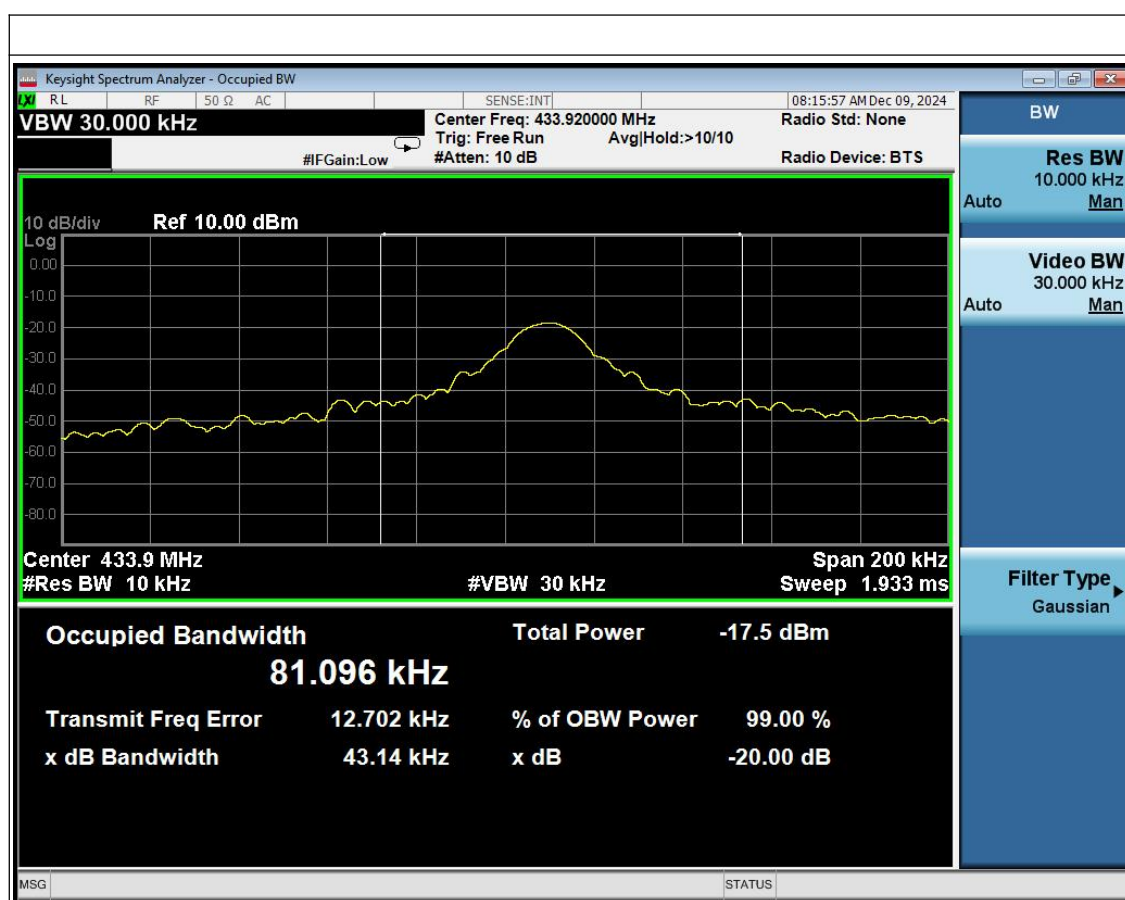 Keysight Spectrum Analyzer - Occupied BW
LXI RL RF 50 Ω AC SENSE:INT 08:15:57 AM Dec 09, 2024
VBW 30.000 kHz
Center Freq: 433.920000 MHz Radio Std: None
Trig: Free Run Avg|Hold:>10/10
#IFGain:Low #Atten: 10 dB Radio Device: BTS
10 dB/div Ref 10.00 dBm
Log
0.00
-10.0
-20.0
-30.0
-40.0
-50.0
-60.0
-70.0
-80.0
Center 433.9 MHz Span 200 kHz
#Res BW 10 kHz #VBW 30 kHz Sweep 1.933 ms
Occupied Bandwidth Total Power -17.5 dBm
81.096 kHz
Transmit Freq Error 12.702 kHz % of OBW Power 99.00 %
x dB Bandwidth 43.14 kHz x dB -20.00 dB
MSG STATUS
BW
Res BW
10.000 kHz
Auto Man
Video BW
30.000 kHz
Auto Man
Filter Type
Gaussian